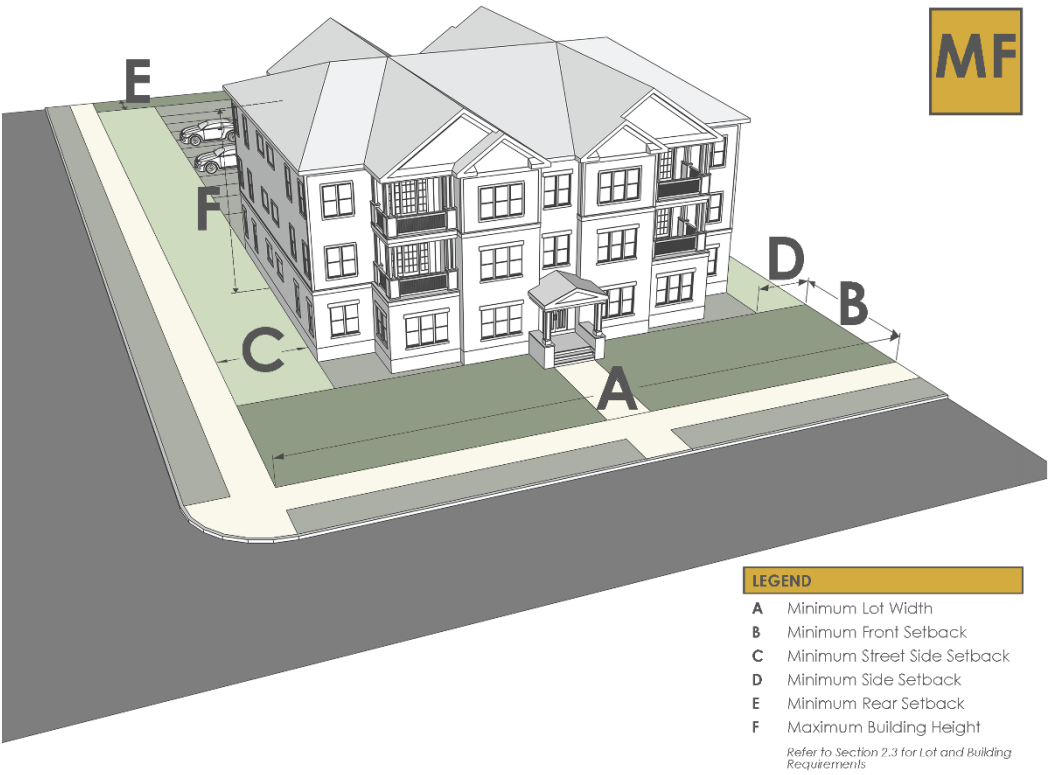 MF
E
F
D
B
C
A
LEGEND
A Minimum Lot Width
B Minimum Front Setback
C Minimum Street Side Setback
D Minimum Side Setback
E Minimum Rear Setback
F Maximum Building Height
Refer to Section 2.3 for Lot and Building
Requirements